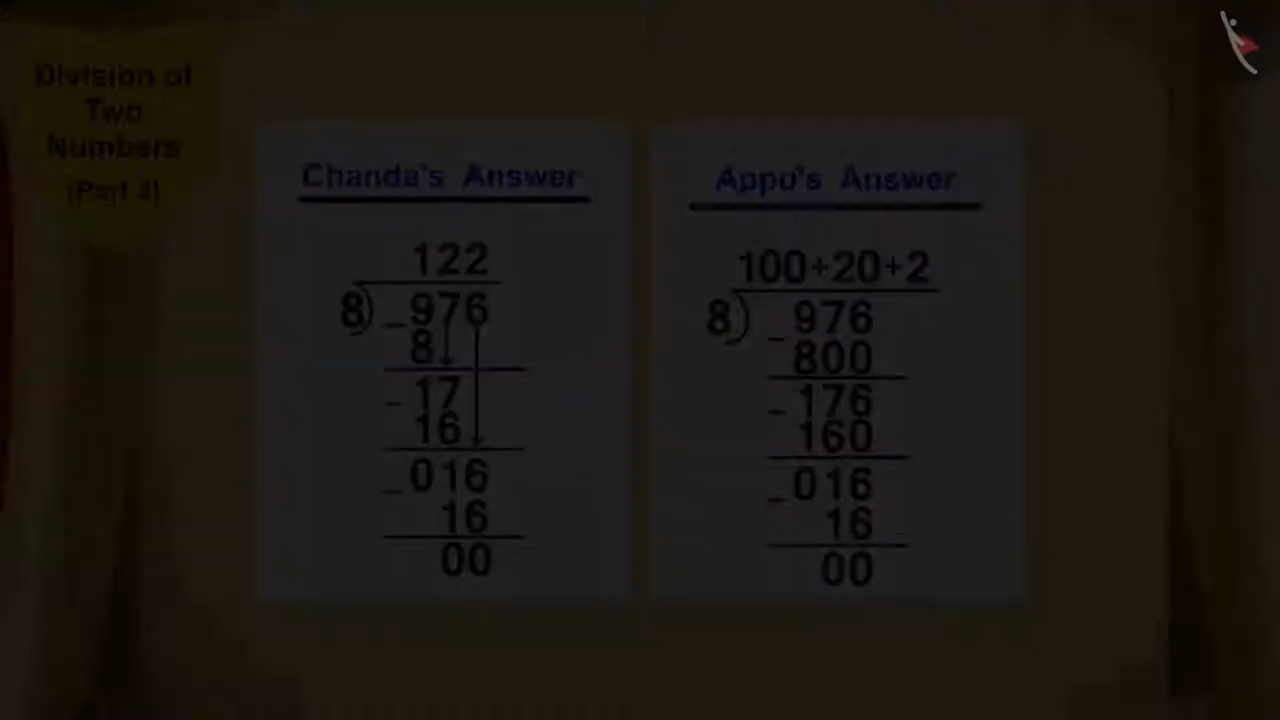 Division of
Two
Numbers
(Part 4)
Chanda's Answer
122
8) 976
– 8
17
– 16
016
– 16
00
Appo's Answer
100+20+2
8) 976
– 800
176
– 160
016
– 16
00